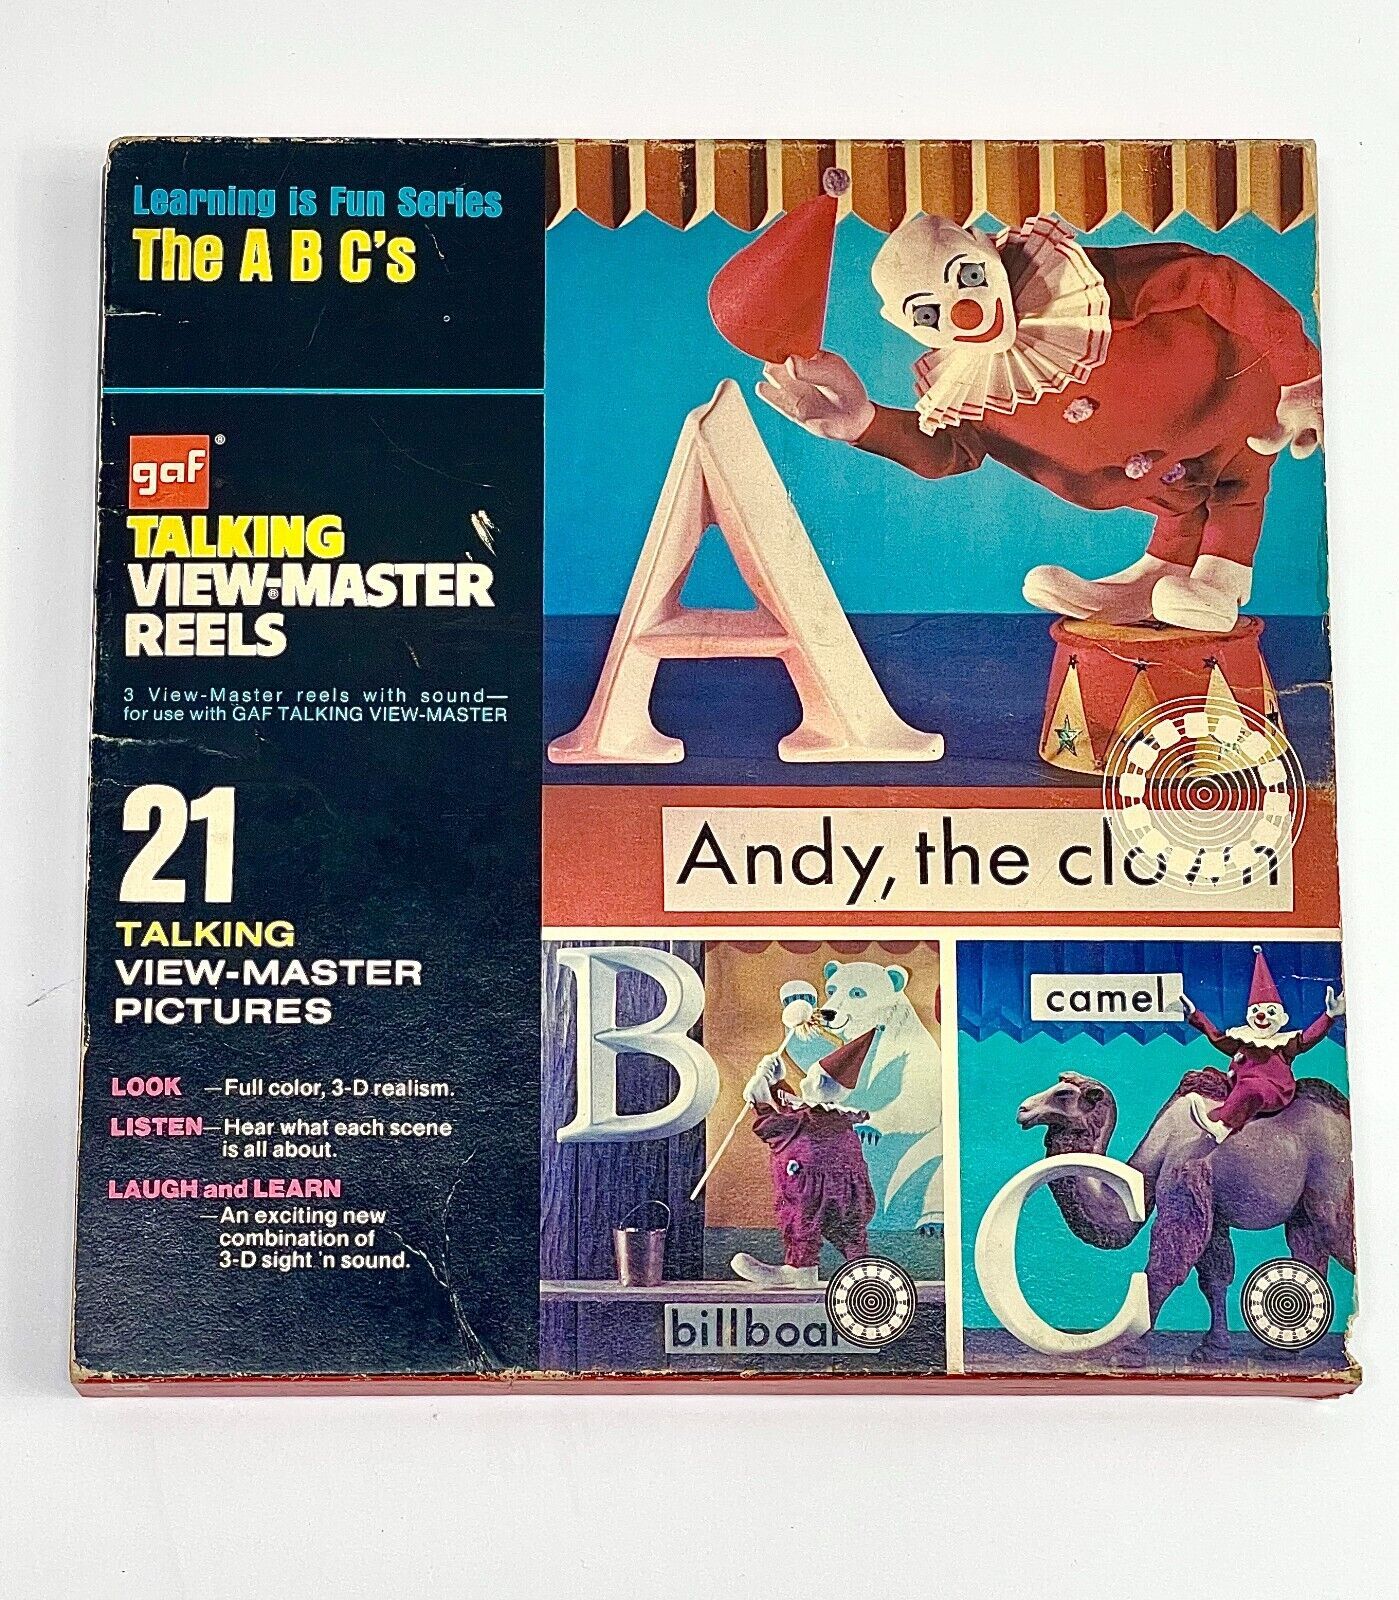 Learning is Fun Series
The A B C's
gaf®
TALKING
VIEW-MASTER®
REELS
3 View-Master reels with sound—
for use with GAF TALKING VIEW-MASTER
21
TALKING
VIEW-MASTER
PICTURES
LOOK —Full color, 3-D realism.
LISTEN—Hear what each scene
is all about.
LAUGH and LEARN
—An exciting new
combination of
3-D sight 'n sound.
A
Andy, the clown
B
billboard
camel
C